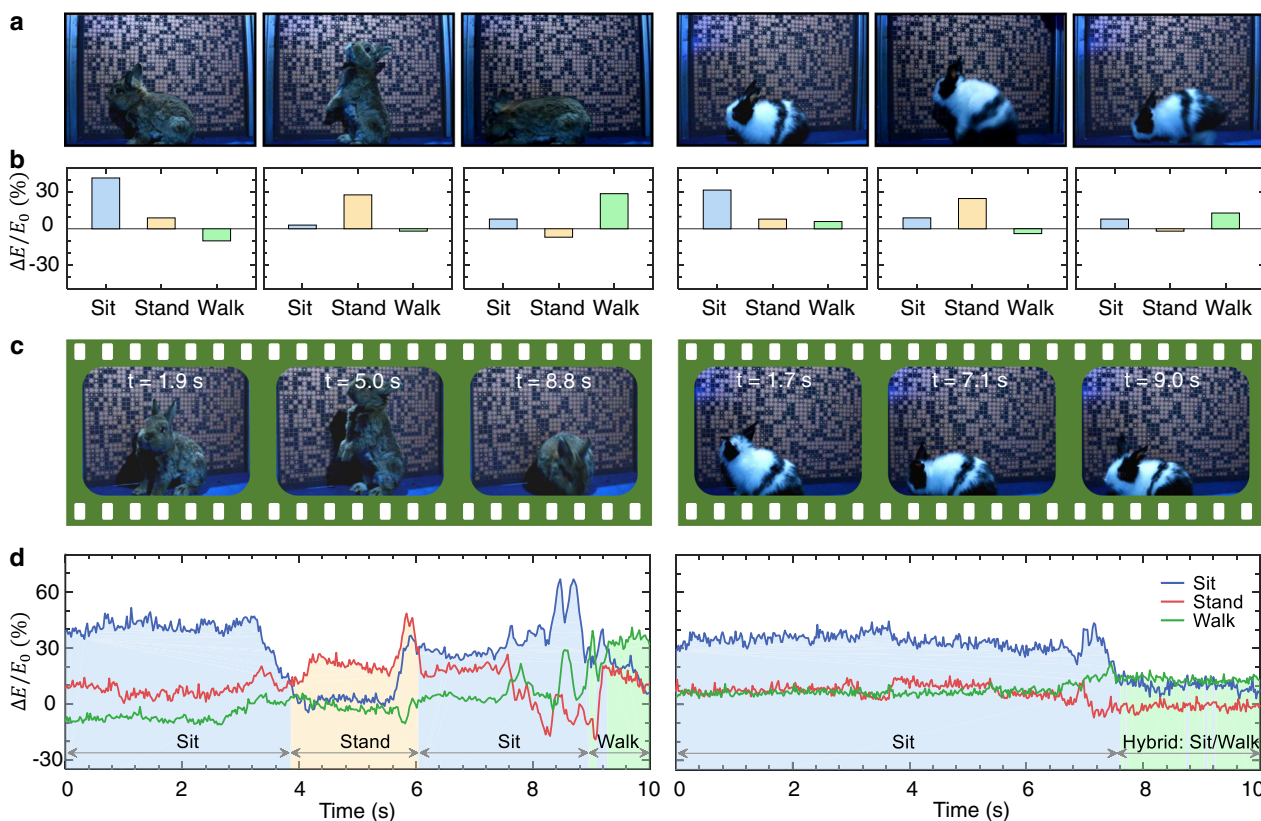 a
b
ΔE/E₀ (%)
30
0
-30
Sit Stand Walk
Sit Stand Walk
Sit Stand Walk
Sit Stand Walk
Sit Stand Walk
Sit Stand Walk
c
t = 1.9 s
t = 5.0 s
t = 8.8 s
t = 1.7 s
t = 7.1 s
t = 9.0 s
d
ΔE/E₀ (%)
60
30
0
-30
Sit
Stand
Sit
Walk
0 2 4 6 8 10
Time (s)
Sit
Stand
Walk
Sit
Hybrid: Sit/Walk
0 2 4 6 8 10
Time (s)